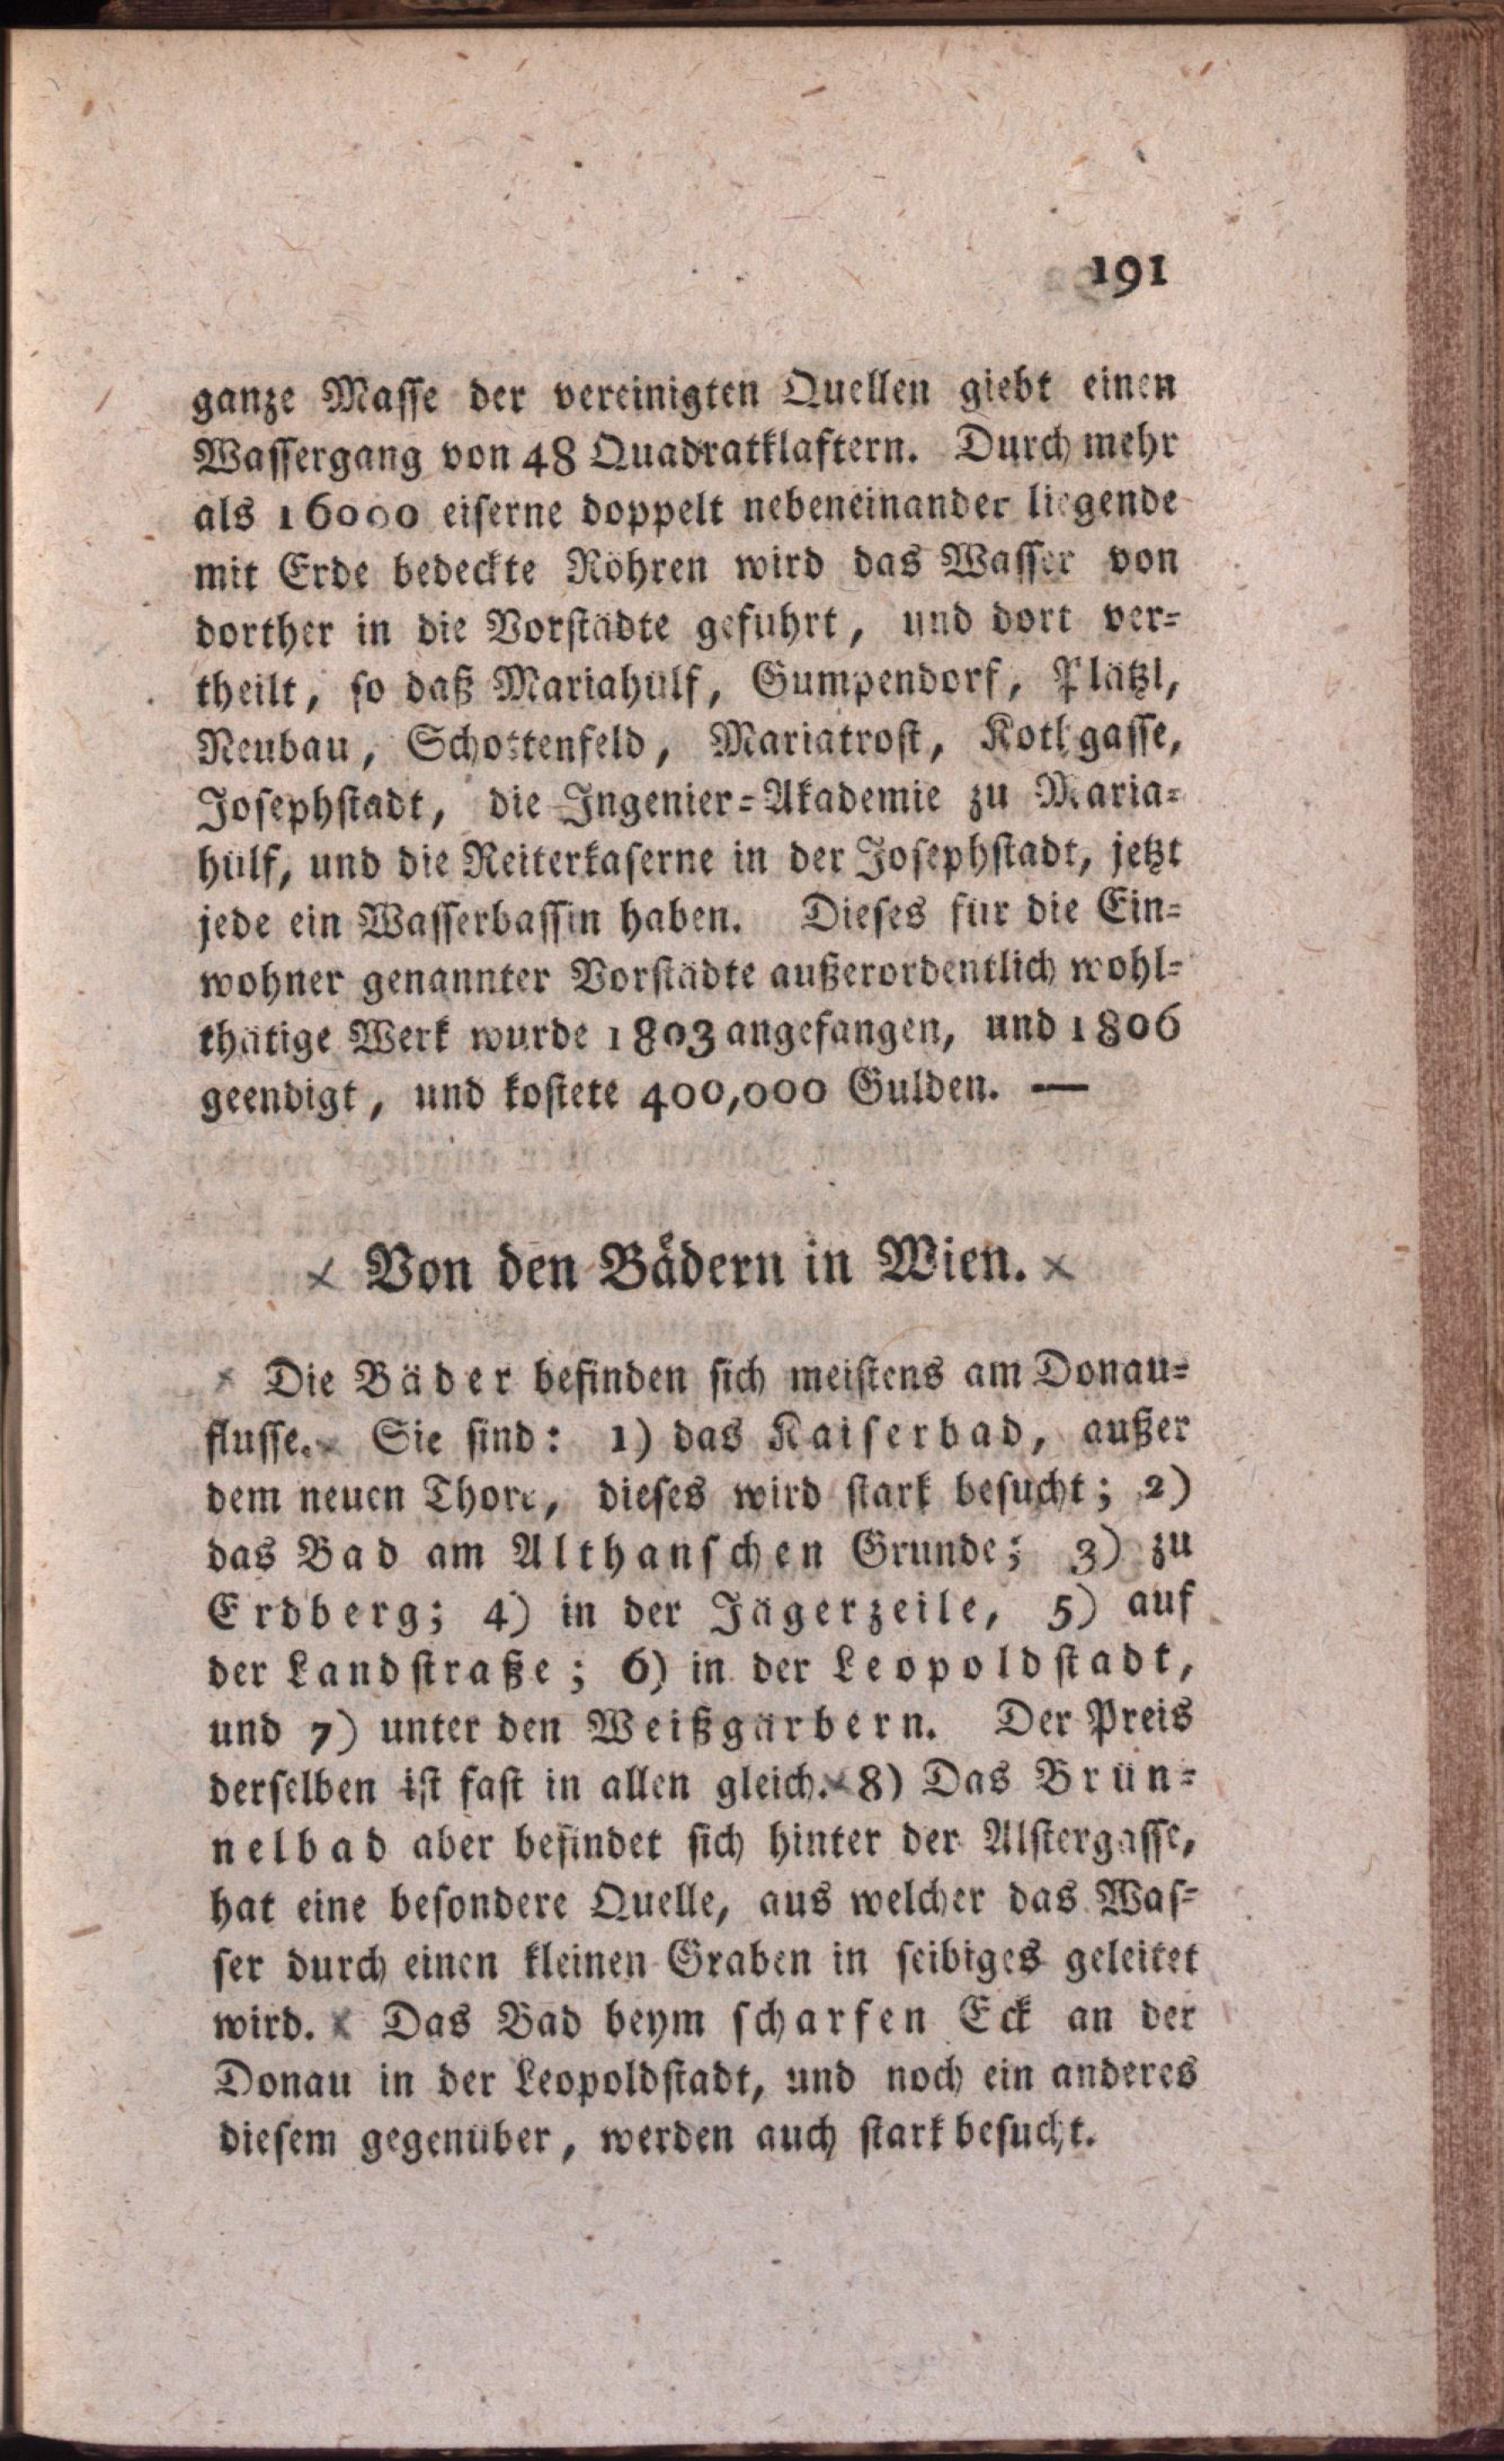 191
ganze Masse der vereinigten Quellen giebt einen
Wassergang von 48 Quadratklaftern. Durch mehr
als 16000 eiserne doppelt nebeneinander liegende
mit Erde bedeckte Röhren wird das Wasser von
dorther in die Vorstädte geführt, und dort ver-
theilt, so daß Mariahülf, Gumpendorf, Plätzl,
Neubau, Schottenfeld, Mariatrost, Kothgasse,
Josephstadt, die Ingenier-Akademie zu Maria-
hülf, und die Reiterkaserne in der Josephstadt, jetzt
jede ein Wasserbassin haben. Dieses für die Ein-
wohner genannter Vorstädte außerordentlich wohl-
thätige Werk wurde 1803 angefangen, und 1806
geendigt, und kostete 400,000 Gulden. —
x Von den Bädern in Wien. x
x Die Bäder befinden sich meistens am Donau-
flusse. x Sie sind: 1) das Kaiserbad, außer
dem neuen Thore, dieses wird stark besucht; 2)
das Bad am Althanschen Grunde; 3) zu
Erdberg; 4) in der Jägerzeile, 5) auf
der Landstraße; 6) in der Leopoldstadt,
und 7) unter den Weißgärbern. Der Preis
derselben ist fast in allen gleich. x 8) Das Brün-
nelbad aber befindet sich hinter der Alstergasse,
hat eine besondere Quelle, aus welcher das Was-
ser durch einen kleinen Graben in selbiges geleitet
wird. x Das Bad beym scharfen Eck an der
Donau in der Leopoldstadt, und noch ein anderes
diesem gegenüber, werden auch stark besucht.